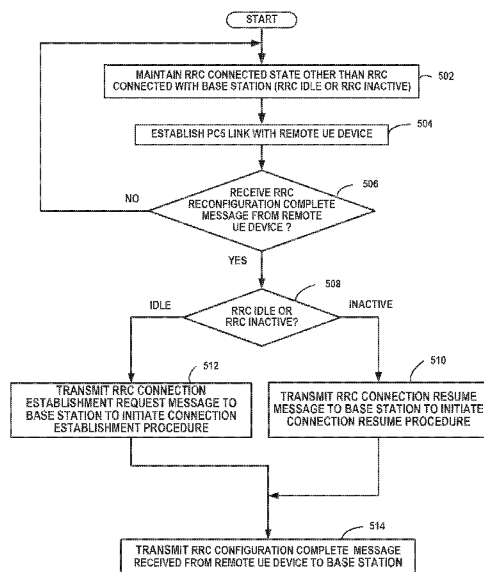 START
MAINTAIN RRC CONNECTED STATE OTHER THAN RRC
CONNECTED WITH BASE STATION (RRC IDLE OR RRC INACTIVE)
502
504
ESTABLISH PC5 LINK WITH REMOTE UE DEVICE
506
RECEIVE RRC
RECONFIGURATION COMPLETE
MESSAGE FROM REMOTE
UE DEVICE ?
NO
YES
508
RRC IDLE OR
RRC INACTIVE?
IDLE
INACTIVE
512
TRANSMIT RRC CONNECTION
ESTABLISHMENT REQUEST MESSAGE TO
BASE STATION TO INITIATE CONNECTION
ESTABLISHMENT PROCEDURE
510
TRANSMIT RRC CONNECTION RESUME
MESSAGE TO BASE STATION TO INITIATE
CONNECTION RESUME PROCEDURE
514
TRANSMIT RRC CONFIGURATION COMPLETE MESSAGE
RECEIVED FROM REMOTE UE DEVICE TO BASE STATION